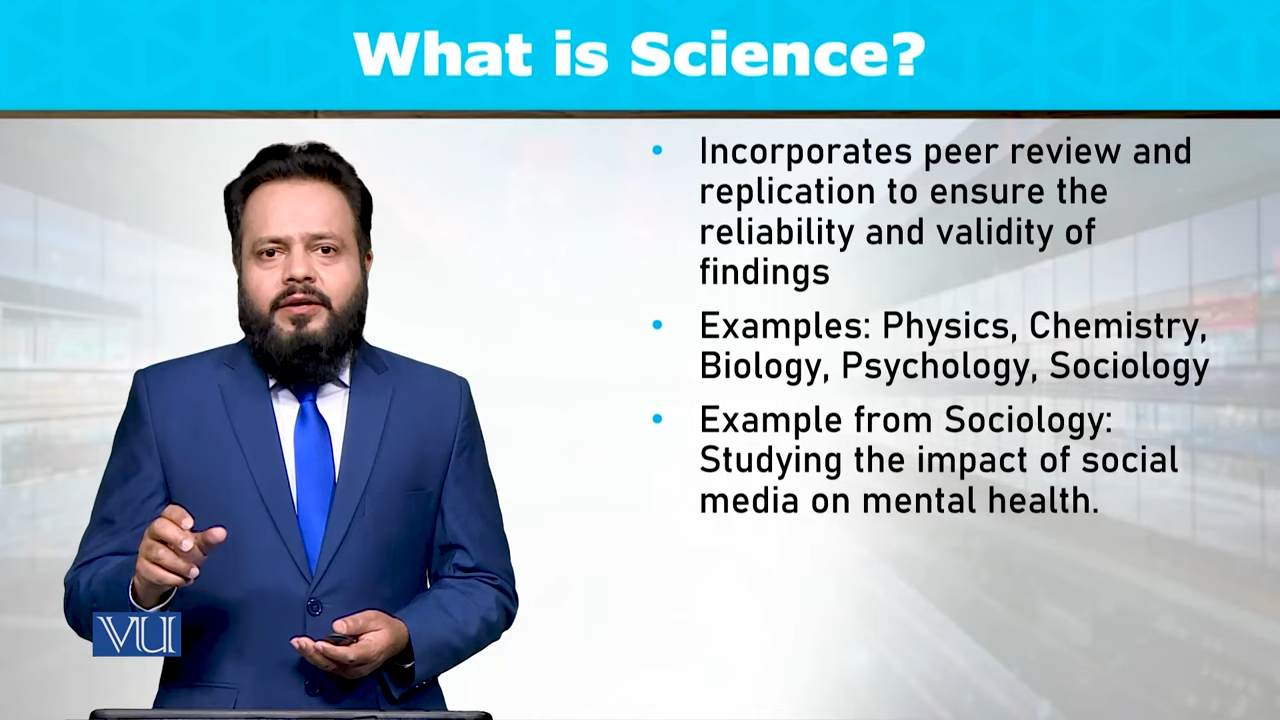 What is Science?
• Incorporates peer review and
replication to ensure the
reliability and validity of
findings
• Examples: Physics, Chemistry,
Biology, Psychology, Sociology
• Example from Sociology:
Studying the impact of social
media on mental health.
VU